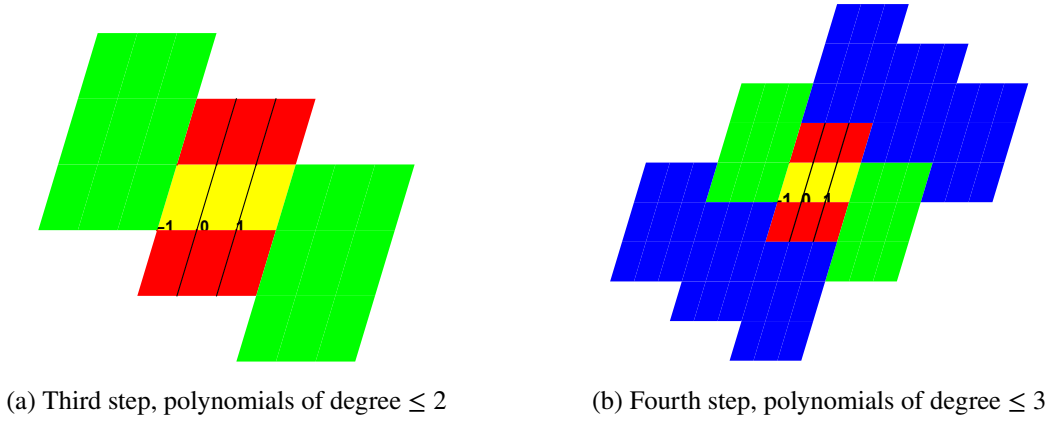 −1 0 1
-1 0 1
(a) Third step, polynomials of degree ≤ 2
(b) Fourth step, polynomials of degree ≤ 3